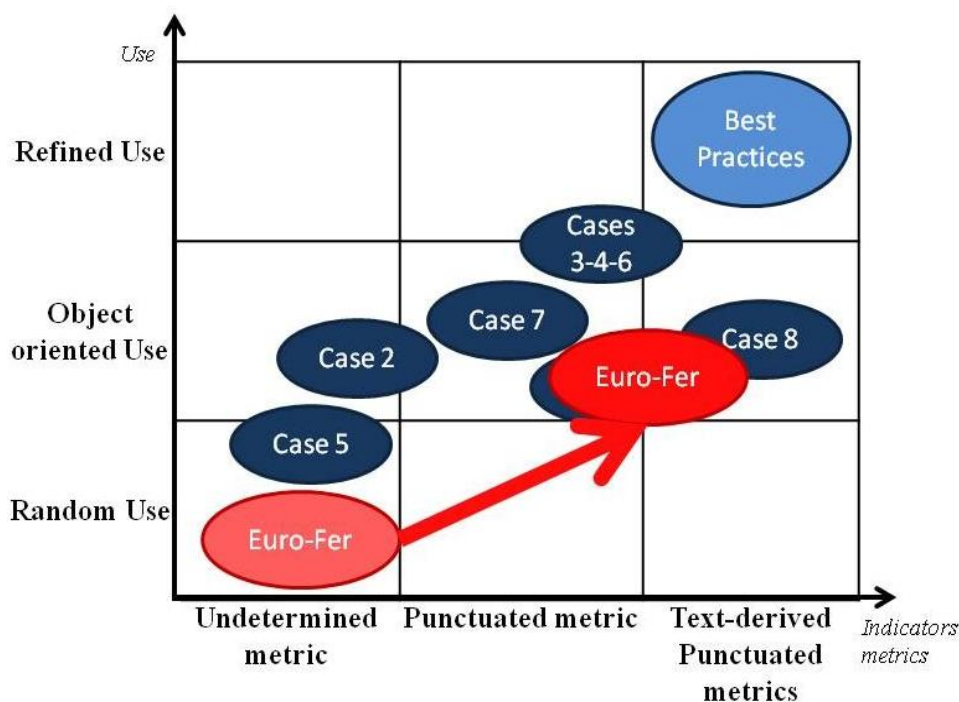 Use
Refined Use
Best
Practices
Cases
3-4-6
Object
oriented Use
Case 7
Case 2
Case 8
Euro-Fer
Case 5
Random Use
Euro-Fer
Undetermined
metric
Punctuated metric
Text-derived
Punctuated
metrics
Indicators
metrics